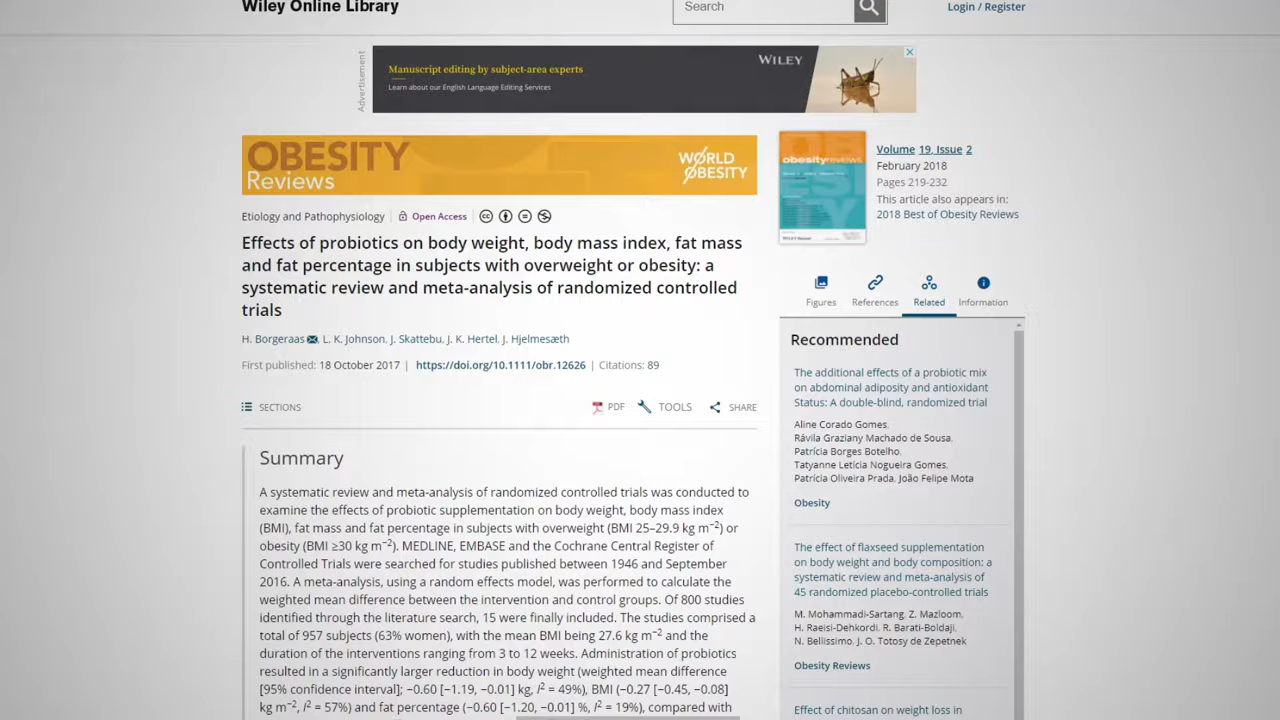 Wiley Online Library
Search
Login / Register
Advertisement
Manuscript editing by subject-area experts
Learn about our English Language Editing Services
WILEY
OBESITY
Reviews
WORLD
OBESITY
obesityreviews
Volume 19, Issue 2
February 2018
Pages 219-232
This article also appears in:
2018 Best of Obesity Reviews
Etiology and Pathophysiology
Open Access
Effects of probiotics on body weight, body mass index, fat mass
and fat percentage in subjects with overweight or obesity: a
systematic review and meta-analysis of randomized controlled
trials
H. Borgeraas, L. K. Johnson, J. Skattebu, J. K. Hertel, J. Hjelmesæth
First published: 18 October 2017 | https://doi.org/10.1111/obr.12626 | Citations: 89
SECTIONS
PDF
TOOLS
SHARE
Summary
A systematic review and meta-analysis of randomized controlled trials was conducted to
examine the effects of probiotic supplementation on body weight, body mass index
(BMI), fat mass and fat percentage in subjects with overweight (BMI 25–29.9 kg m⁻²) or
obesity (BMI ≥30 kg m⁻²). MEDLINE, EMBASE and the Cochrane Central Register of
Controlled Trials were searched for studies published between 1946 and September
2016. A meta-analysis, using a random effects model, was performed to calculate the
weighted mean difference between the intervention and control groups. Of 800 studies
identified through the literature search, 15 were finally included. The studies comprised a
total of 957 subjects (63% women), with the mean BMI being 27.6 kg m⁻² and the
duration of the interventions ranging from 3 to 12 weeks. Administration of probiotics
resulted in a significantly larger reduction in body weight (weighted mean difference
[95% confidence interval]; −0.60 [−1.19, −0.01] kg, I² = 49%), BMI (−0.27 [−0.45, −0.08]
kg m⁻², I² = 57%) and fat percentage (−0.60 [−1.20, −0.01] %, I² = 19%), compared with
Figures
References
Related
Information
Recommended
The additional effects of a probiotic mix
on abdominal adiposity and antioxidant
Status: A double-blind, randomized trial
Aline Corado Gomes,
Rávila Graziany Machado de Sousa,
Patrícia Borges Botelho,
Tatyanne Letícia Nogueira Gomes,
Patrícia Oliveira Prada, João Felipe Mota
Obesity
The effect of flaxseed supplementation
on body weight and body composition: a
systematic review and meta-analysis of
45 randomized placebo-controlled trials
M. Mohammadi-Sartang, Z. Mazloom,
H. Raeisi-Dehkordi, R. Barati-Boldaji,
N. Bellissimo, J. O. Totosy de Zepetnek
Obesity Reviews
Effect of chitosan on weight loss in